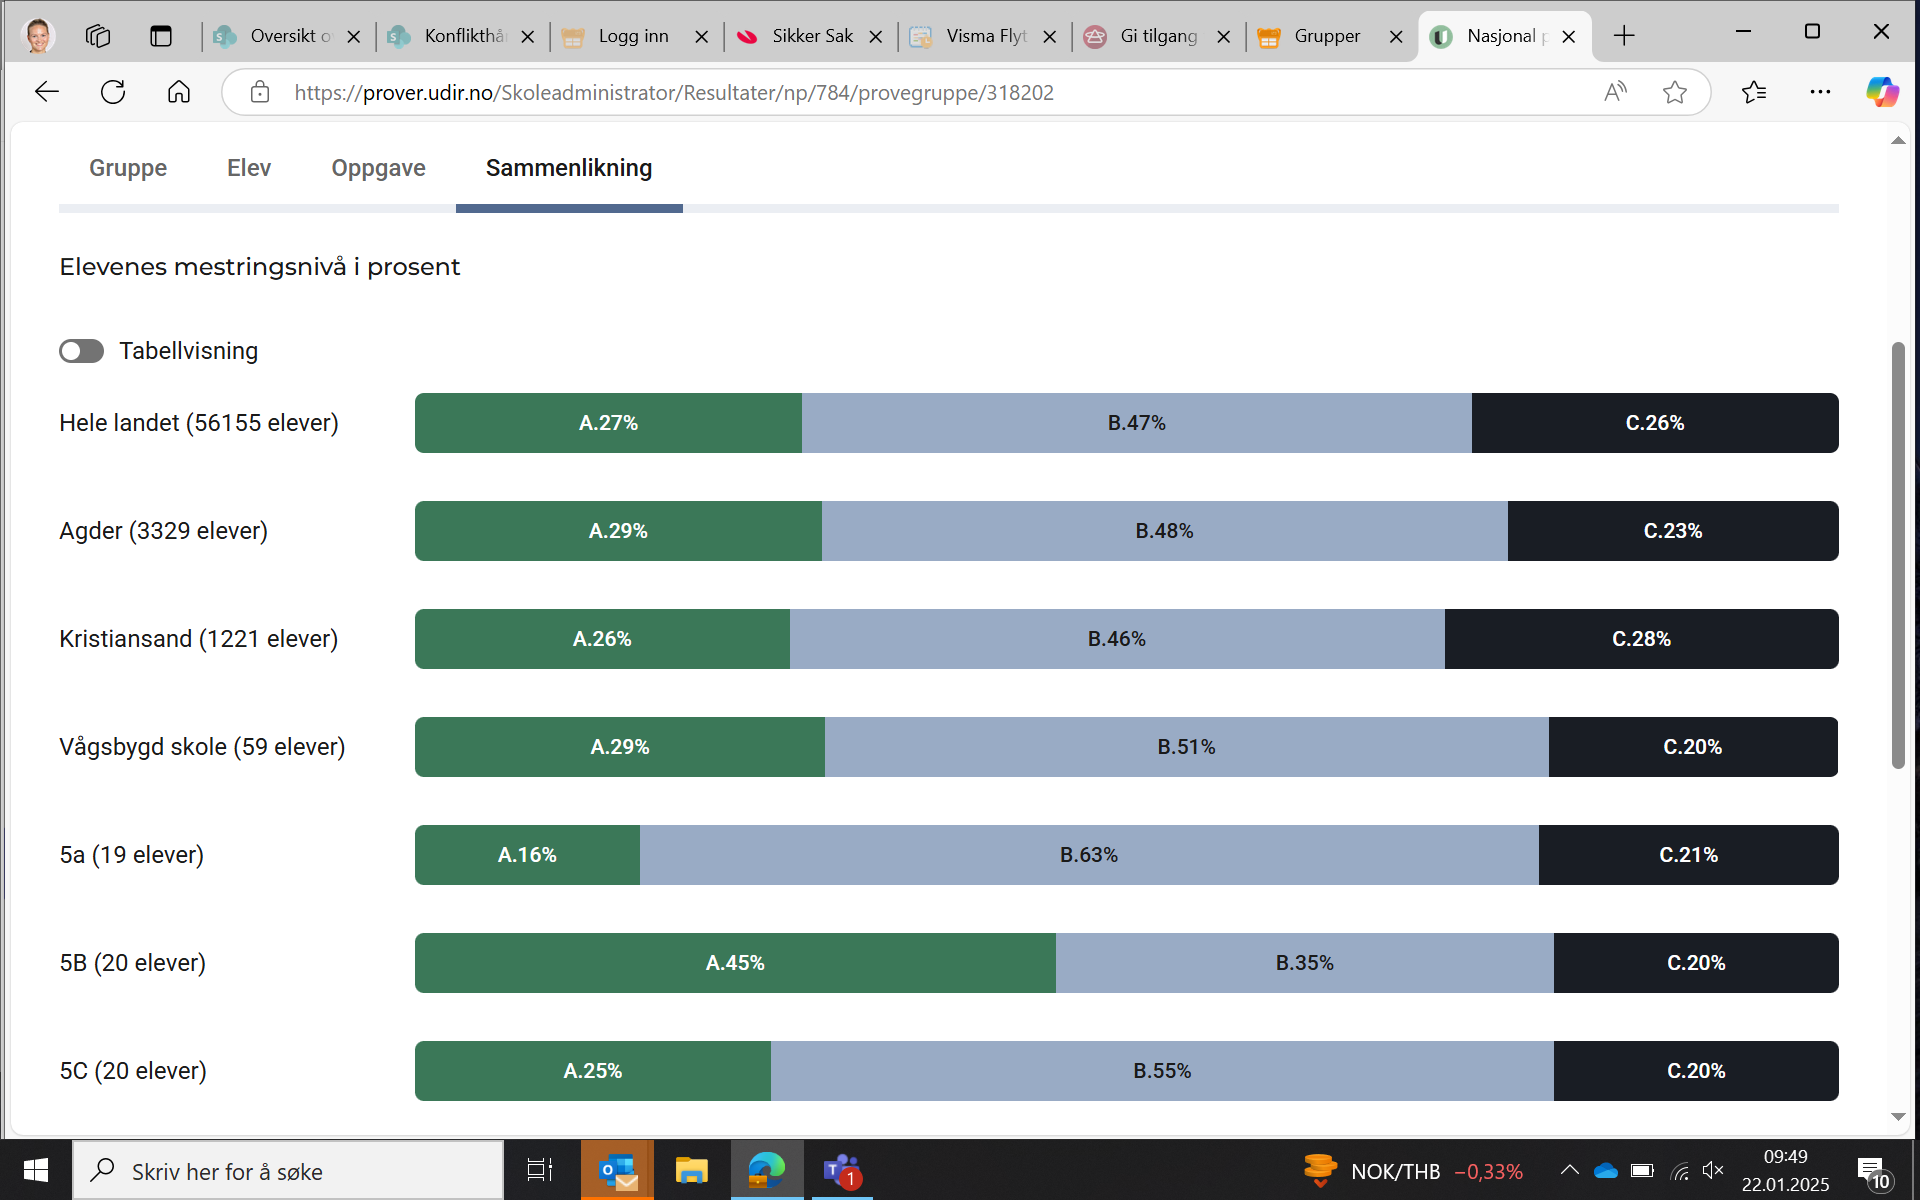 Oversikt o
Konflikthå
Logg inn
Sikker Sak
Visma Flyt
Gi tilgang
Grupper
Nasjonal p
https://prover.udir.no/Skoleadministrator/Resultater/np/784/provegruppe/318202
Gruppe Elev Oppgave Sammenlikning
Elevenes mestringsnivå i prosent
Tabellvisning
Hele landet (56155 elever) A.27% B.47% C.26%
Agder (3329 elever) A.29% B.48% C.23%
Kristiansand (1221 elever) A.26% B.46% C.28%
Vågsbygd skole (59 elever) A.29% B.51% C.20%
5a (19 elever) A.16% B.63% C.21%
5B (20 elever) A.45% B.35% C.20%
5C (20 elever) A.25% B.55% C.20%
Skriv her for å søke
1
NOK/THB −0,33%
09:49
22.01.2025
10